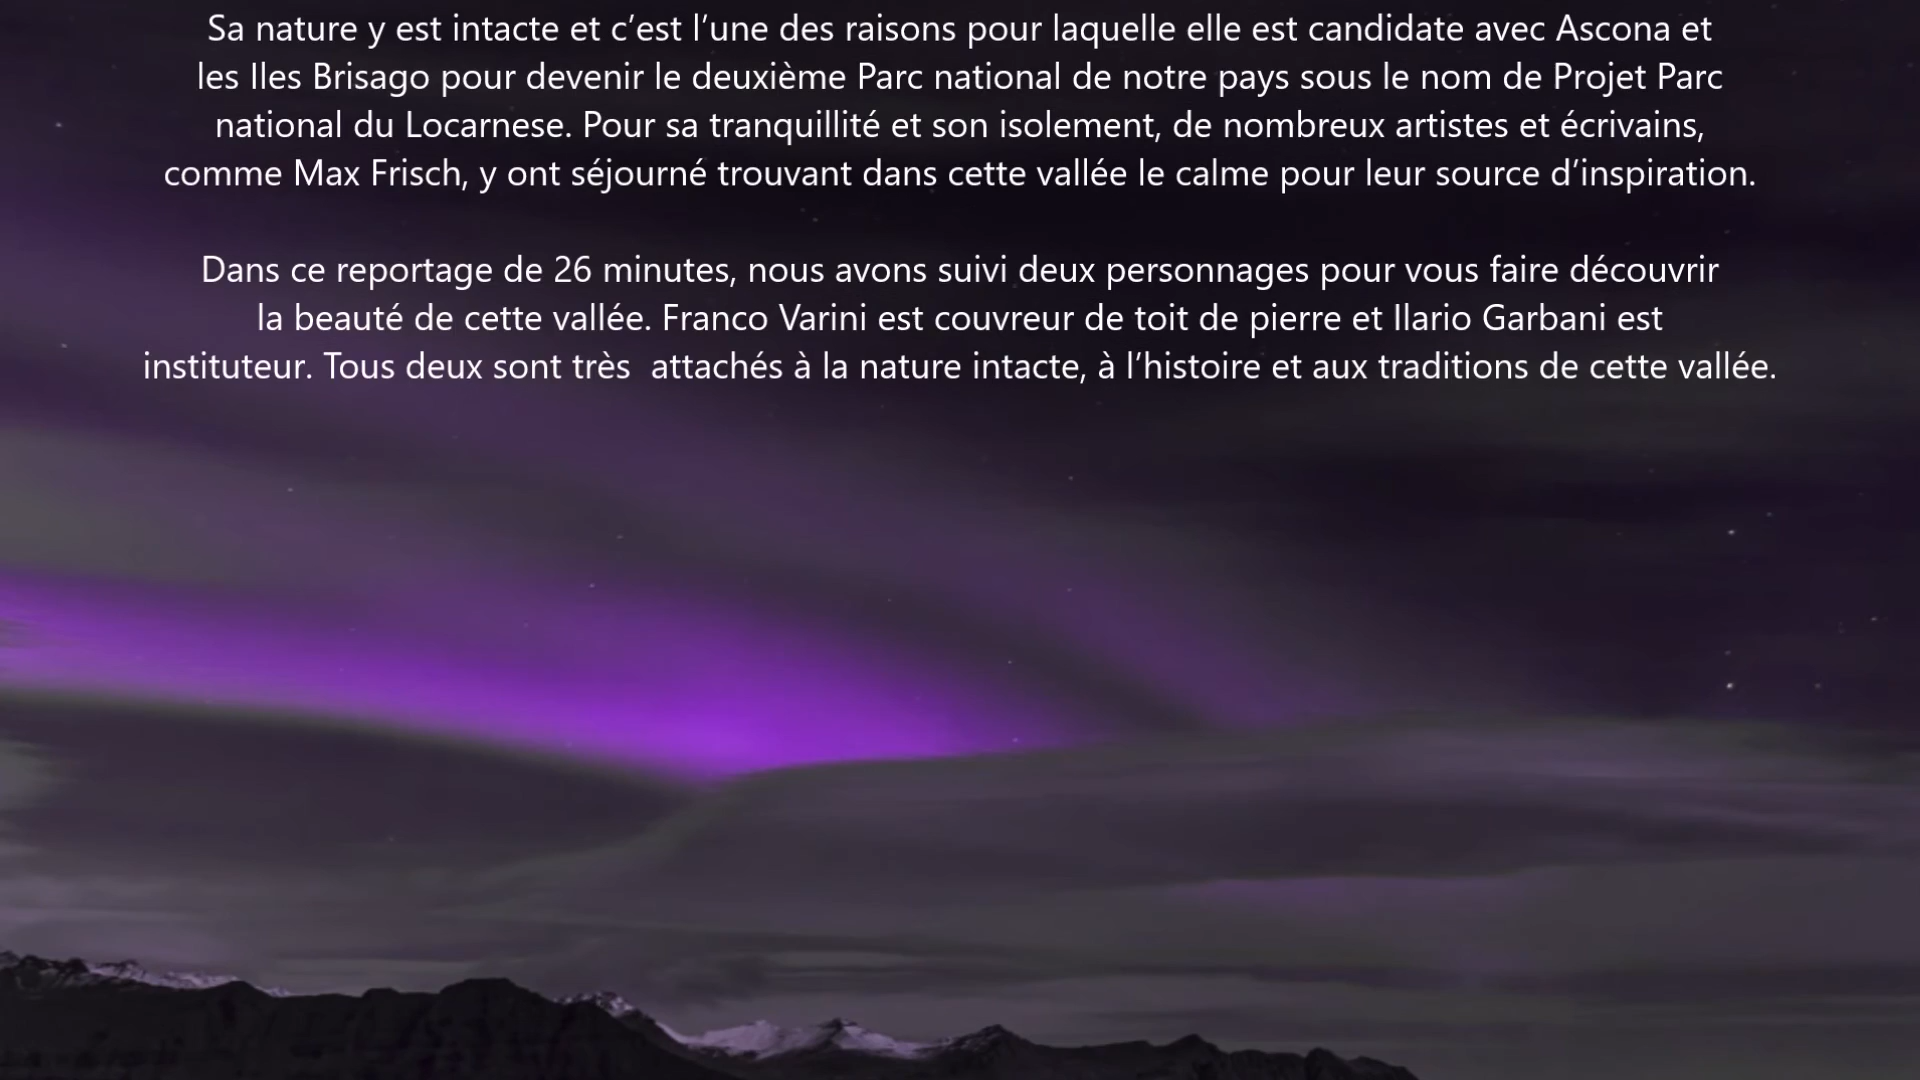 Sa nature y est intacte et c’est l’une des raisons pour laquelle elle est candidate avec Ascona et
les Iles Brisago pour devenir le deuxième Parc national de notre pays sous le nom de Projet Parc
national du Locarnese. Pour sa tranquillité et son isolement, de nombreux artistes et écrivains,
comme Max Frisch, y ont séjourné trouvant dans cette vallée le calme pour leur source d’inspiration.
Dans ce reportage de 26 minutes, nous avons suivi deux personnages pour vous faire découvrir
la beauté de cette vallée. Franco Varini est couvreur de toit de pierre et Ilario Garbani est
instituteur. Tous deux sont très  attachés à la nature intacte, à l’histoire et aux traditions de cette vallée.